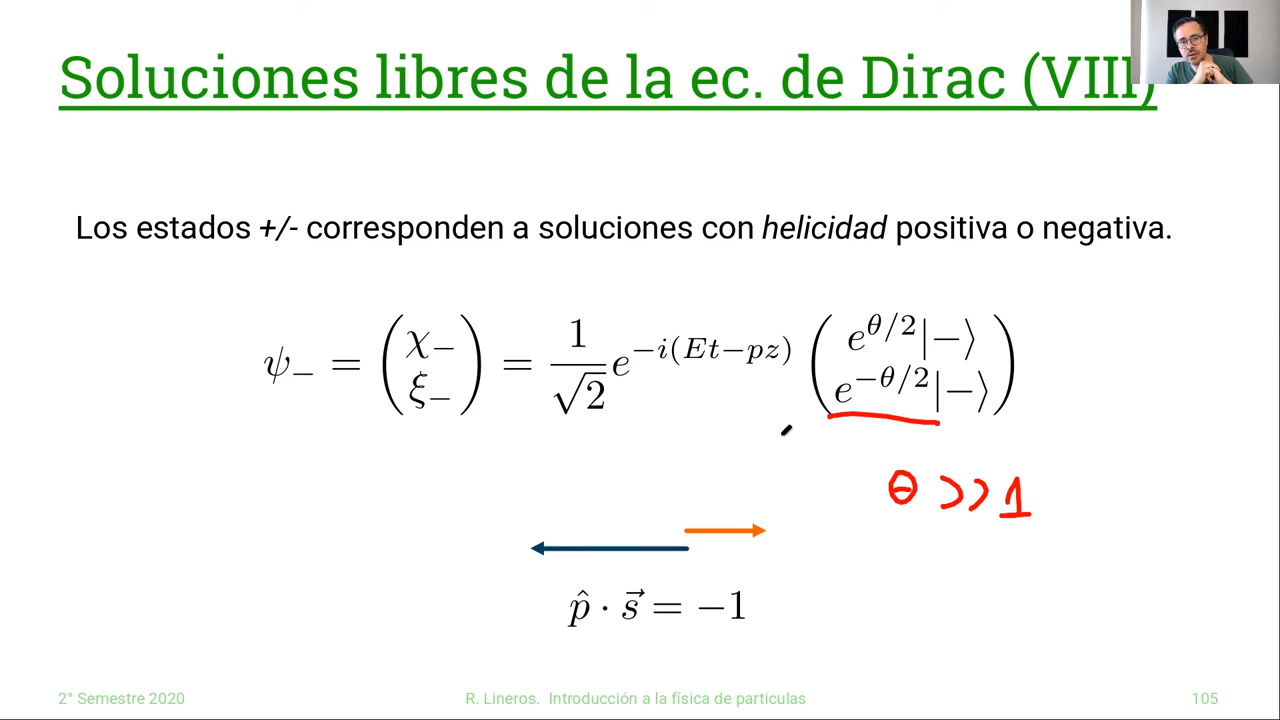 Soluciones libres de la ec. de Dirac (VIII)
Los estados +/- corresponden a soluciones con helicidad positiva o negativa.
ψ₋ = (χ₋ ξ₋) = 1/√2 e^{−i(Et−pz)} (e^{θ/2}|−⟩ e^{−θ/2}|−⟩)
θ >> 1
p̂ · s⃗ = −1
2° Semestre 2020
R. Lineros. Introducción a la física de particulas
105